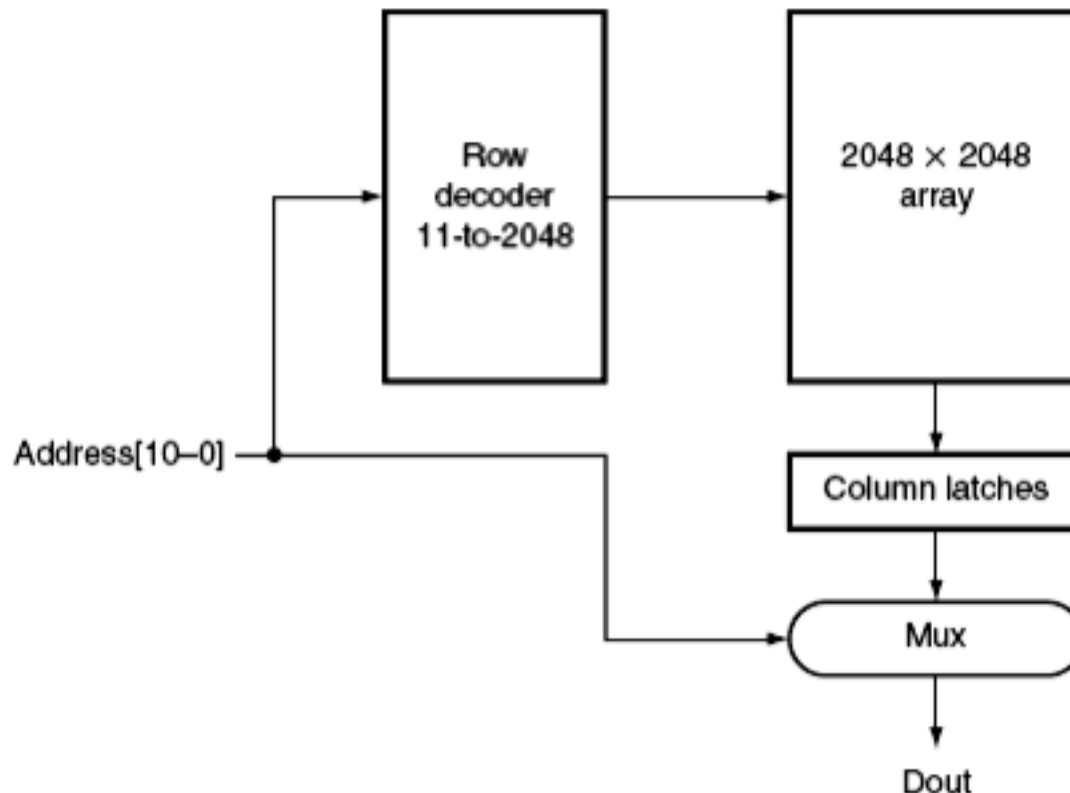 Row
decoder
11-to-2048
2048 × 2048
array
Address[10–0]
Column latches
Mux
Dout